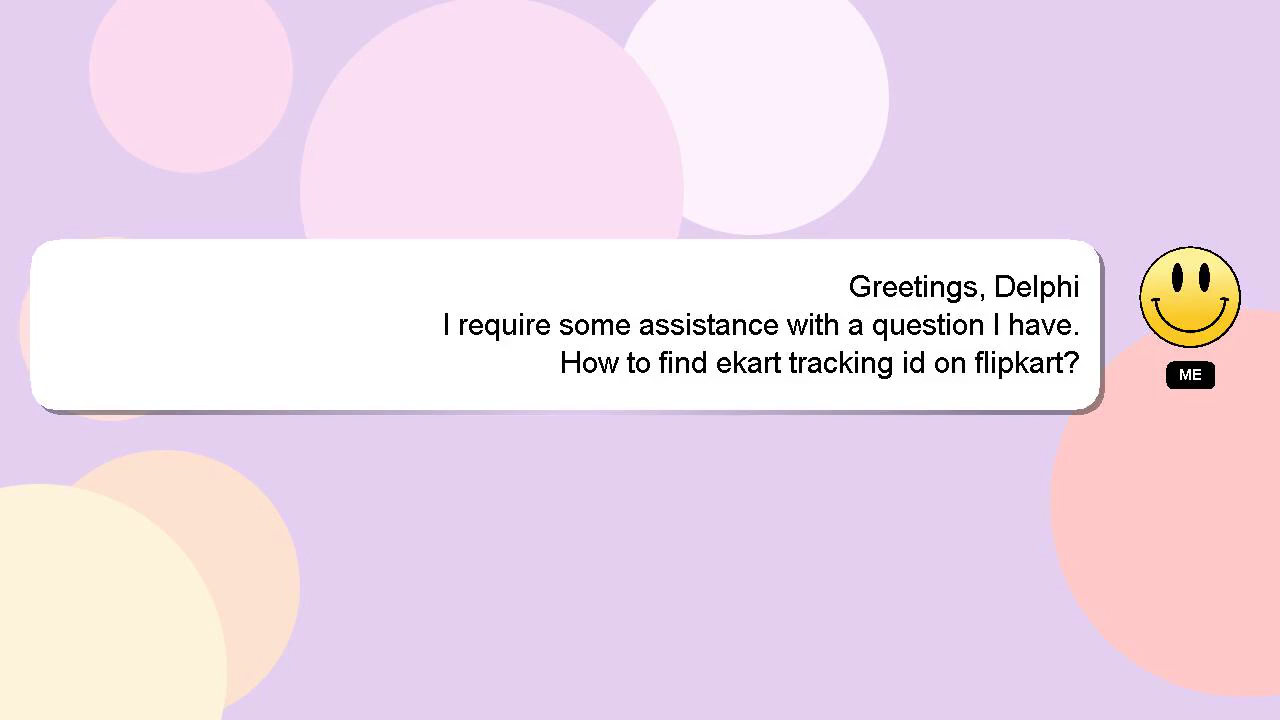 Greetings, Delphi
I require some assistance with a question I have.
How to find ekart tracking id on flipkart?
ME